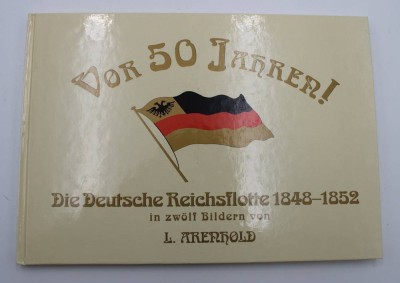 Vor 50 Jahren!
Die Deutsche Reichsflotte 1848–1852
in zwölf Bildern von
L. Arenhold